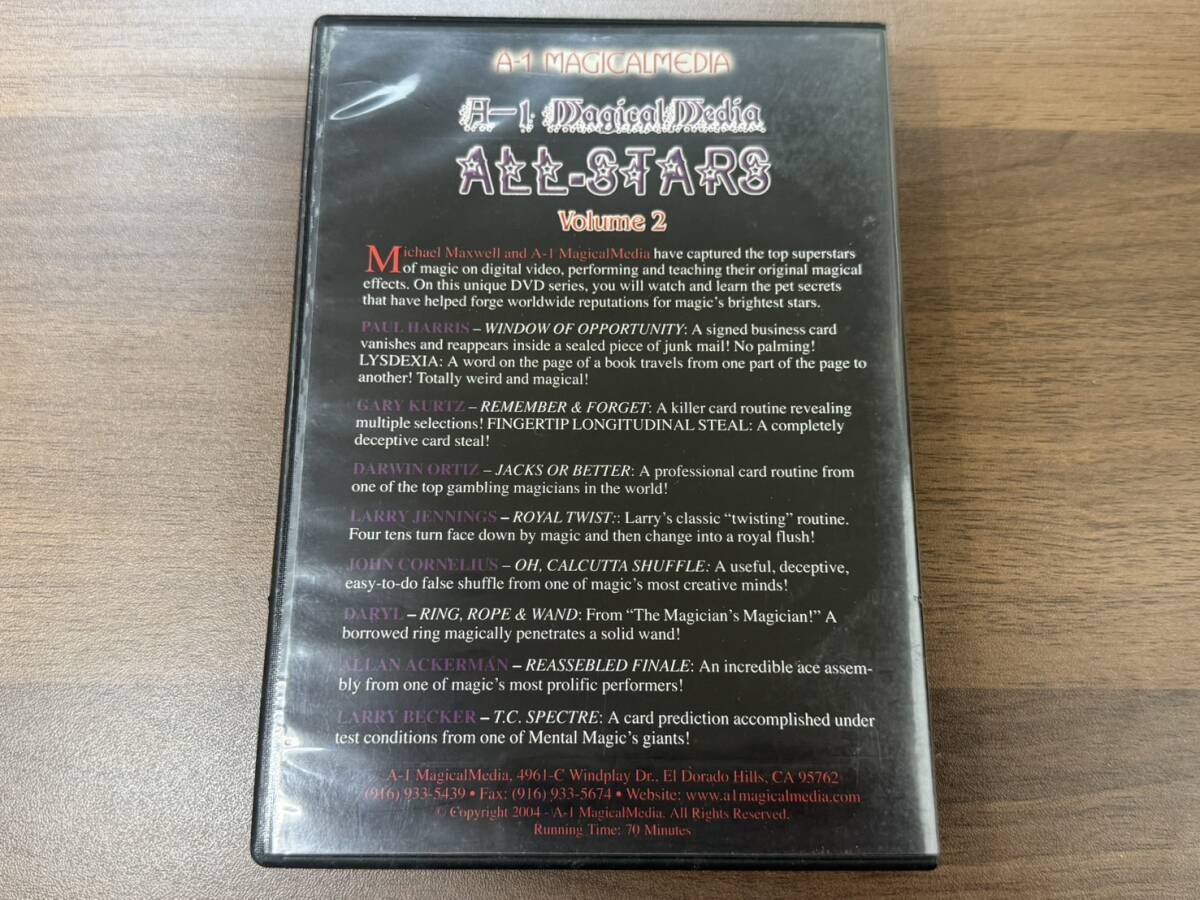 A-1 MAGICALMEDIA
A-1 MagicalMedia
ALL-STARS
Volume 2
Michael Maxwell and A-1 MagicalMedia have captured the top superstars
of magic on digital video, performing and teaching their original magical
effects. On this unique DVD series, you will watch and learn the pet secrets
that have helped forge worldwide reputations for magic's brightest stars.
PAUL HARRIS – WINDOW OF OPPORTUNITY: A signed business card
vanishes and reappears inside a sealed piece of junk mail! No palming!
LYSDEXIA: A word on the page of a book travels from one part of the page to
another! Totally weird and magical!
GARY KURTZ – REMEMBER & FORGET: A killer card routine revealing
multiple selections! FINGERTIP LONGITUDINAL STEAL: A completely
deceptive card steal!
DARWIN ORTIZ – JACKS OR BETTER: A professional card routine from
one of the top gambling magicians in the world!
LARRY JENNINGS – ROYAL TWIST:: Larry's classic "twisting" routine.
Four tens turn face down by magic and then change into a royal flush!
JOHN CORNELIUS – OH, CALCUTTA SHUFFLE: A useful, deceptive,
easy-to-do false shuffle from one of magic's most creative minds!
DARYL – RING, ROPE & WAND: From "The Magician's Magician!" A
borrowed ring magically penetrates a solid wand!
ALLAN ACKERMAN – REASSEBLED FINALE: An incredible ace assem-
bly from one of magic's most prolific performers!
LARRY BECKER – T.C. SPECTRE: A card prediction accomplished under
test conditions from one of Mental Magic's giants!
A-1 MagicalMedia, 4961-C Windplay Dr., El Dorado Hills, CA 95762
(916) 933-5439 • Fax: (916) 933-5674 • Website: www.a1magicalmedia.com
© Copyright 2004 - A-1 MagicalMedia. All Rights Reserved.
Running Time: 70 Minutes